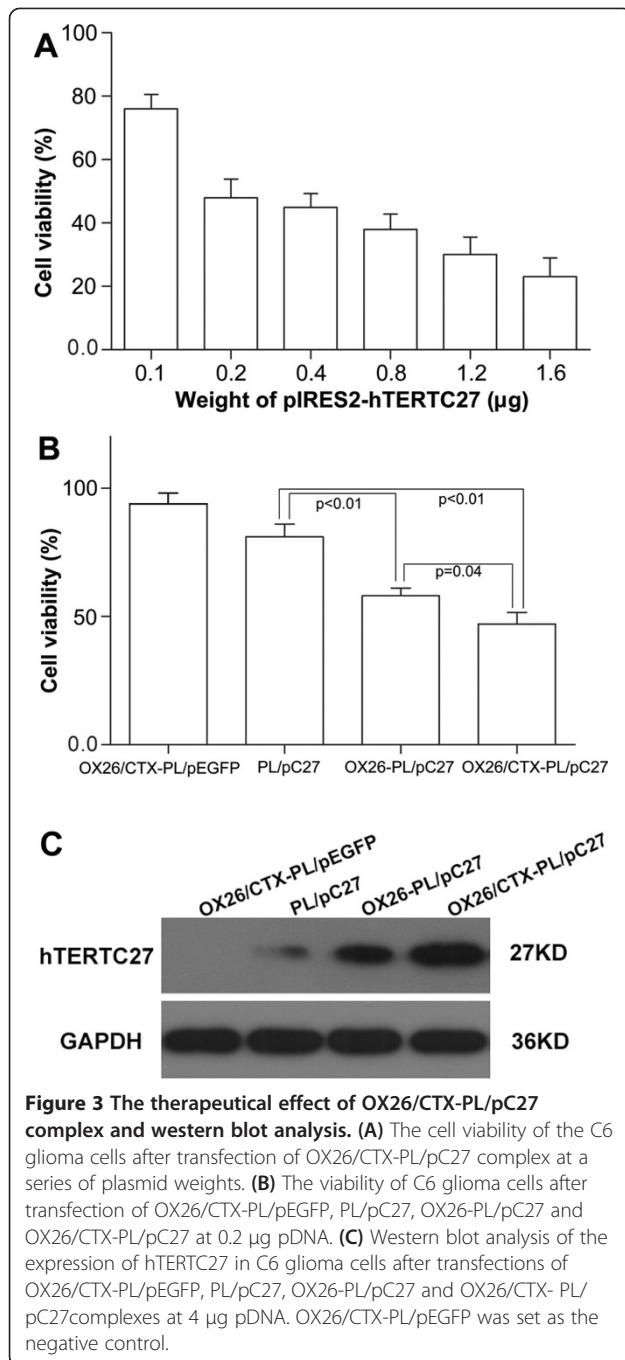 A
100
80
60
40
20
0.0
Cell viability (%)
0.1 0.2 0.4 0.8 1.2 1.6
Weight of pIRES2-hTERTC27 (µg)
B
100
50
0.0
Cell viability (%)
p<0.01
p<0.01
p=0.04
OX26/CTX-PL/pEGFP PL/pC27 OX26-PL/pC27 OX26/CTX-PL/pC27
C
OX26/CTX-PL/pEGFP
PL/pC27
OX26-PL/pC27
OX26/CTX-PL/pC27
hTERTC27 27KD
GAPDH 36KD
Figure 3 The therapeutical effect of OX26/CTX-PL/pC27
complex and western blot analysis. (A) The cell viability of the C6
glioma cells after transfection of OX26/CTX-PL/pC27 complex at a
series of plasmid weights. (B) The viability of C6 glioma cells after
transfection of OX26/CTX-PL/pEGFP, PL/pC27, OX26-PL/pC27 and
OX26/CTX-PL/pC27 at 0.2 µg pDNA. (C) Western blot analysis of the
expression of hTERTC27 in C6 glioma cells after transfections of
OX26/CTX-PL/pEGFP, PL/pC27, OX26-PL/pC27 and OX26/CTX- PL/
pC27complexes at 4 µg pDNA. OX26/CTX-PL/pEGFP was set as the
negative control.